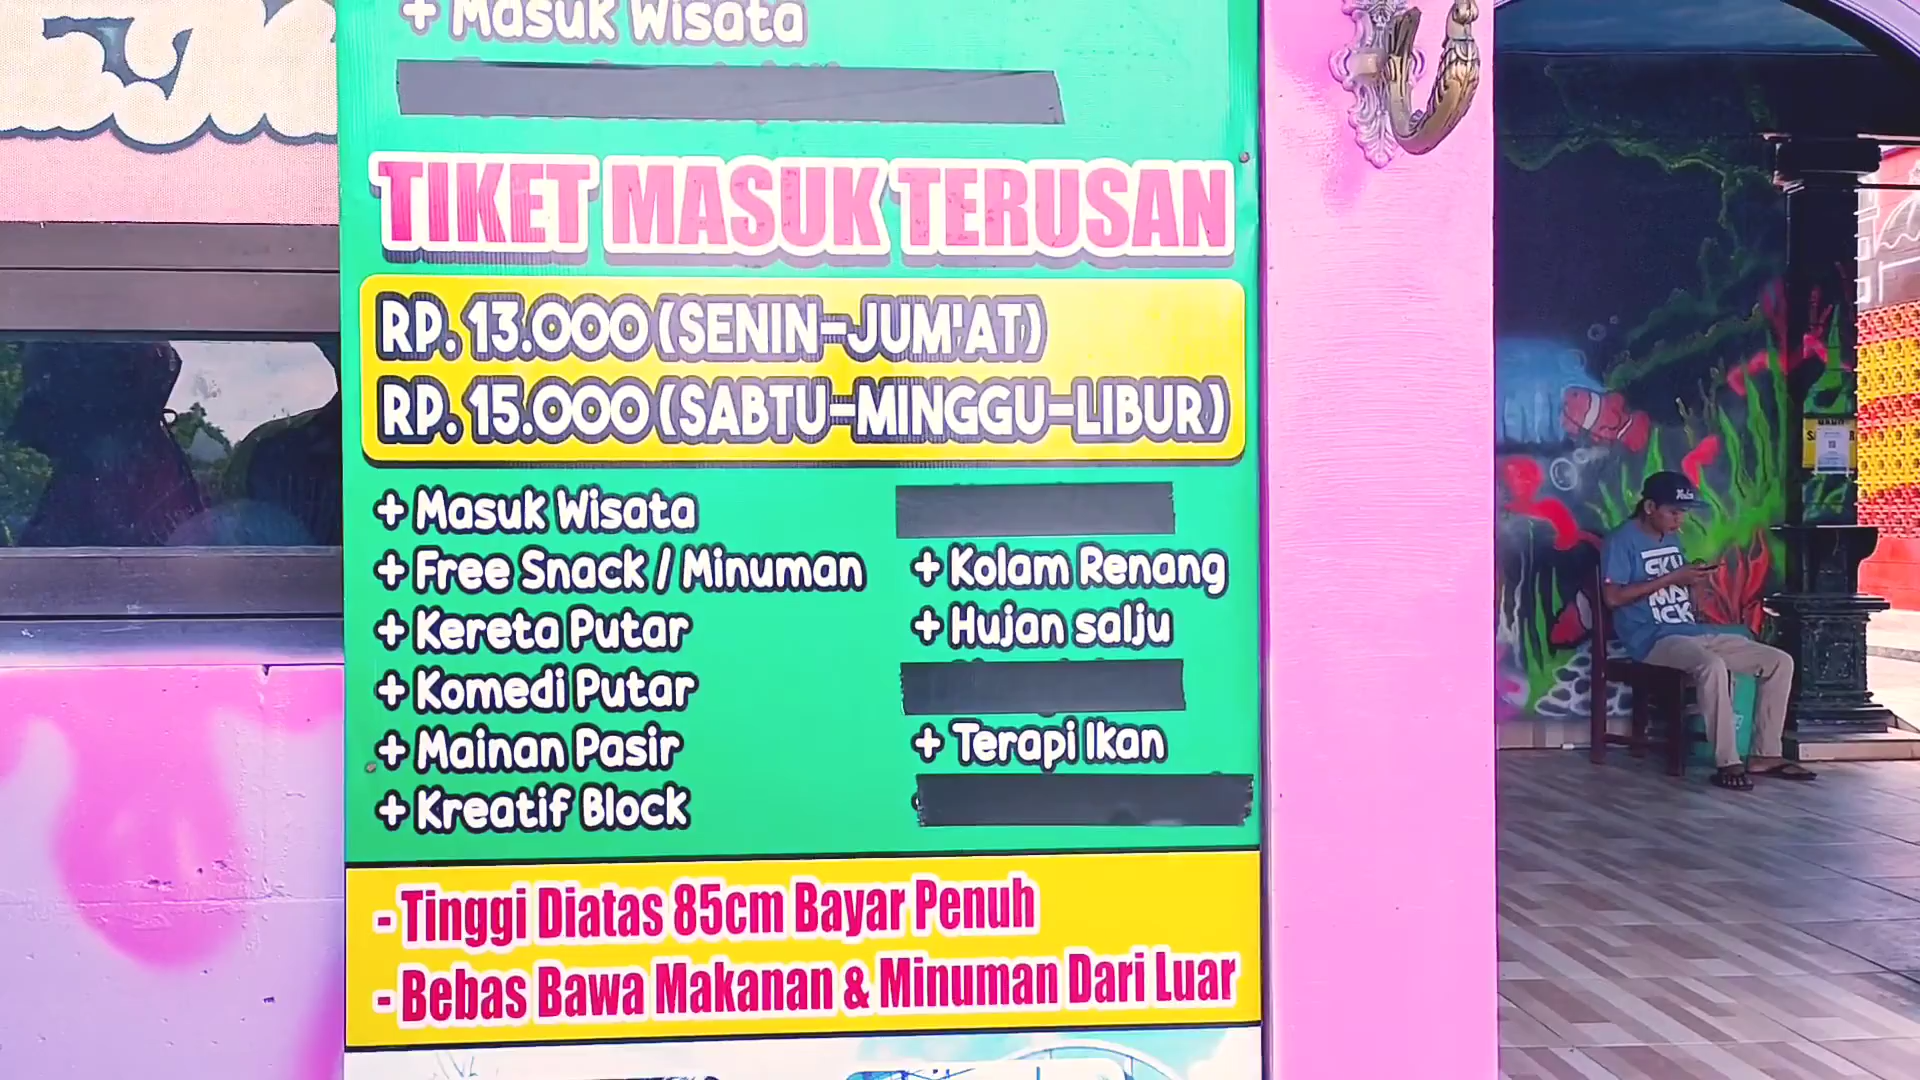 + Masuk Wisata
TIKET MASUK TERUSAN
RP. 13.000 (SENIN-JUM'AT)
RP. 15.000 (SABTU-MINGGU-LIBUR)
+ Masuk Wisata
+ Free Snack / Minuman
+ Kereta Putar
+ Komedi Putar
+ Mainan Pasir
+ Kreatif Block
+ Kolam Renang
+ Hujan salju
+ Terapi Ikan
- Tinggi Diatas 85cm Bayar Penuh
- Bebas Bawa Makanan & Minuman Dari Luar